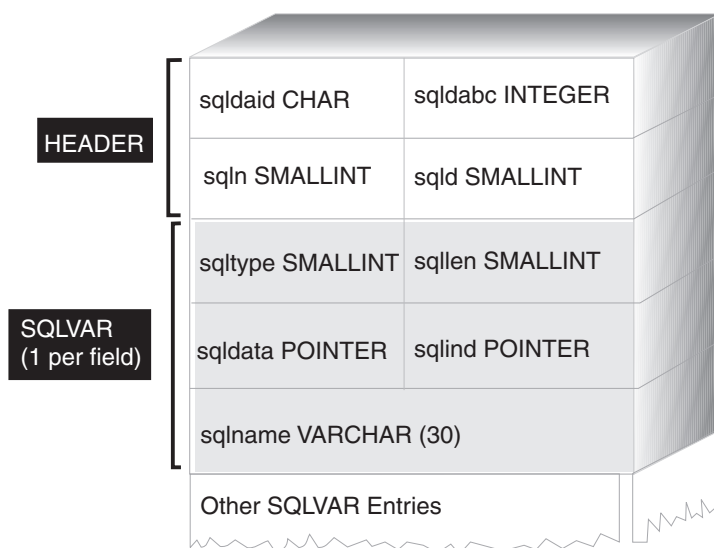 HEADER
sqldaid CHAR
sqldabc INTEGER
sqln SMALLINT
sqld SMALLINT
SQLVAR
(1 per field)
sqltype SMALLINT
sqllen SMALLINT
sqldata POINTER
sqlind POINTER
sqlname VARCHAR (30)
Other SQLVAR Entries